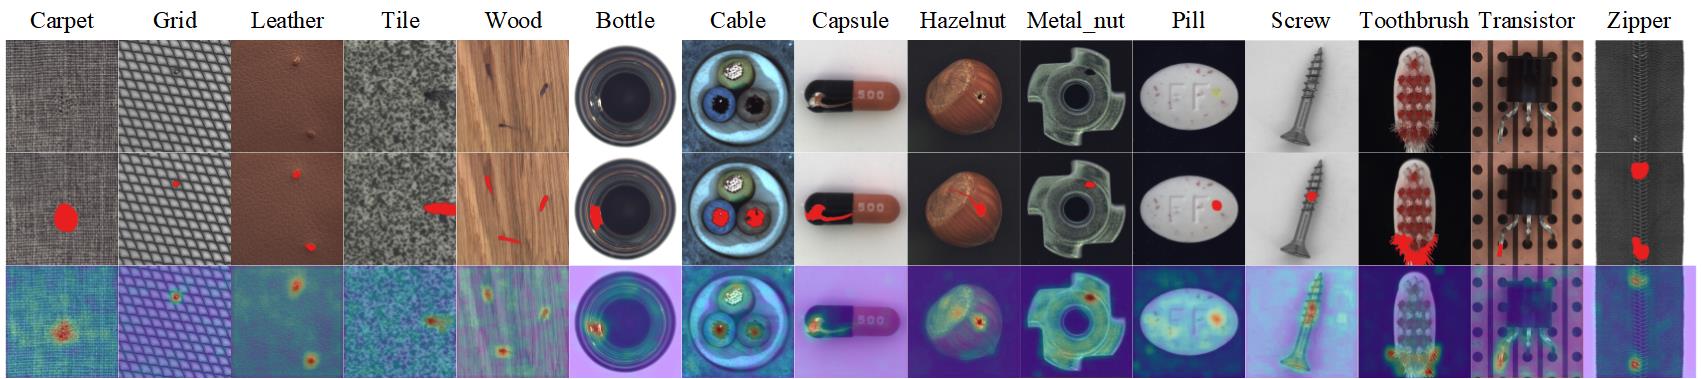 Carpet Grid Leather Tile Wood Bottle Cable Capsule Hazelnut Metal_nut Pill Screw Toothbrush Transistor Zipper
500 FF
500 FF
500 FF